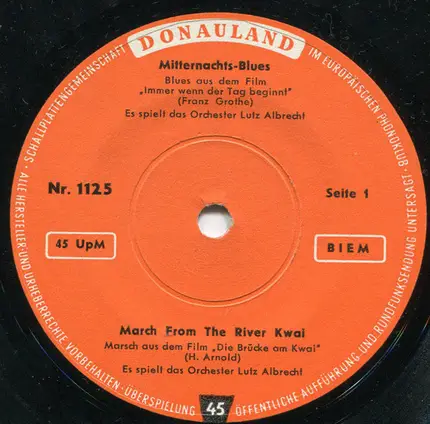 DONAULAND
SCHALLPLATTENGEMEINSCHAFT
IM EUROPÄISCHEN PHONOKLUB
Mitternachts-Blues
Blues aus dem Film
„Immer wenn der Tag beginnt"
(Franz Grothe)
Es spielt das Orchester Lutz Albrecht
Nr. 1125
Seite 1
45 UpM
BIEM
March From The River Kwai
Marsch aus dem Film „Die Brücke am Kwai"
(H. Arnold)
Es spielt das Orchester Lutz Albrecht
· ALLE HERSTELLER- UND URHEBERRECHTE VORBEHALTEN · ÜBERSPIELUNG
45
ÖFFENTLICHE AUFFÜHRUNG UND RUNDFUNKSENDUNG UNTERSAGT ·